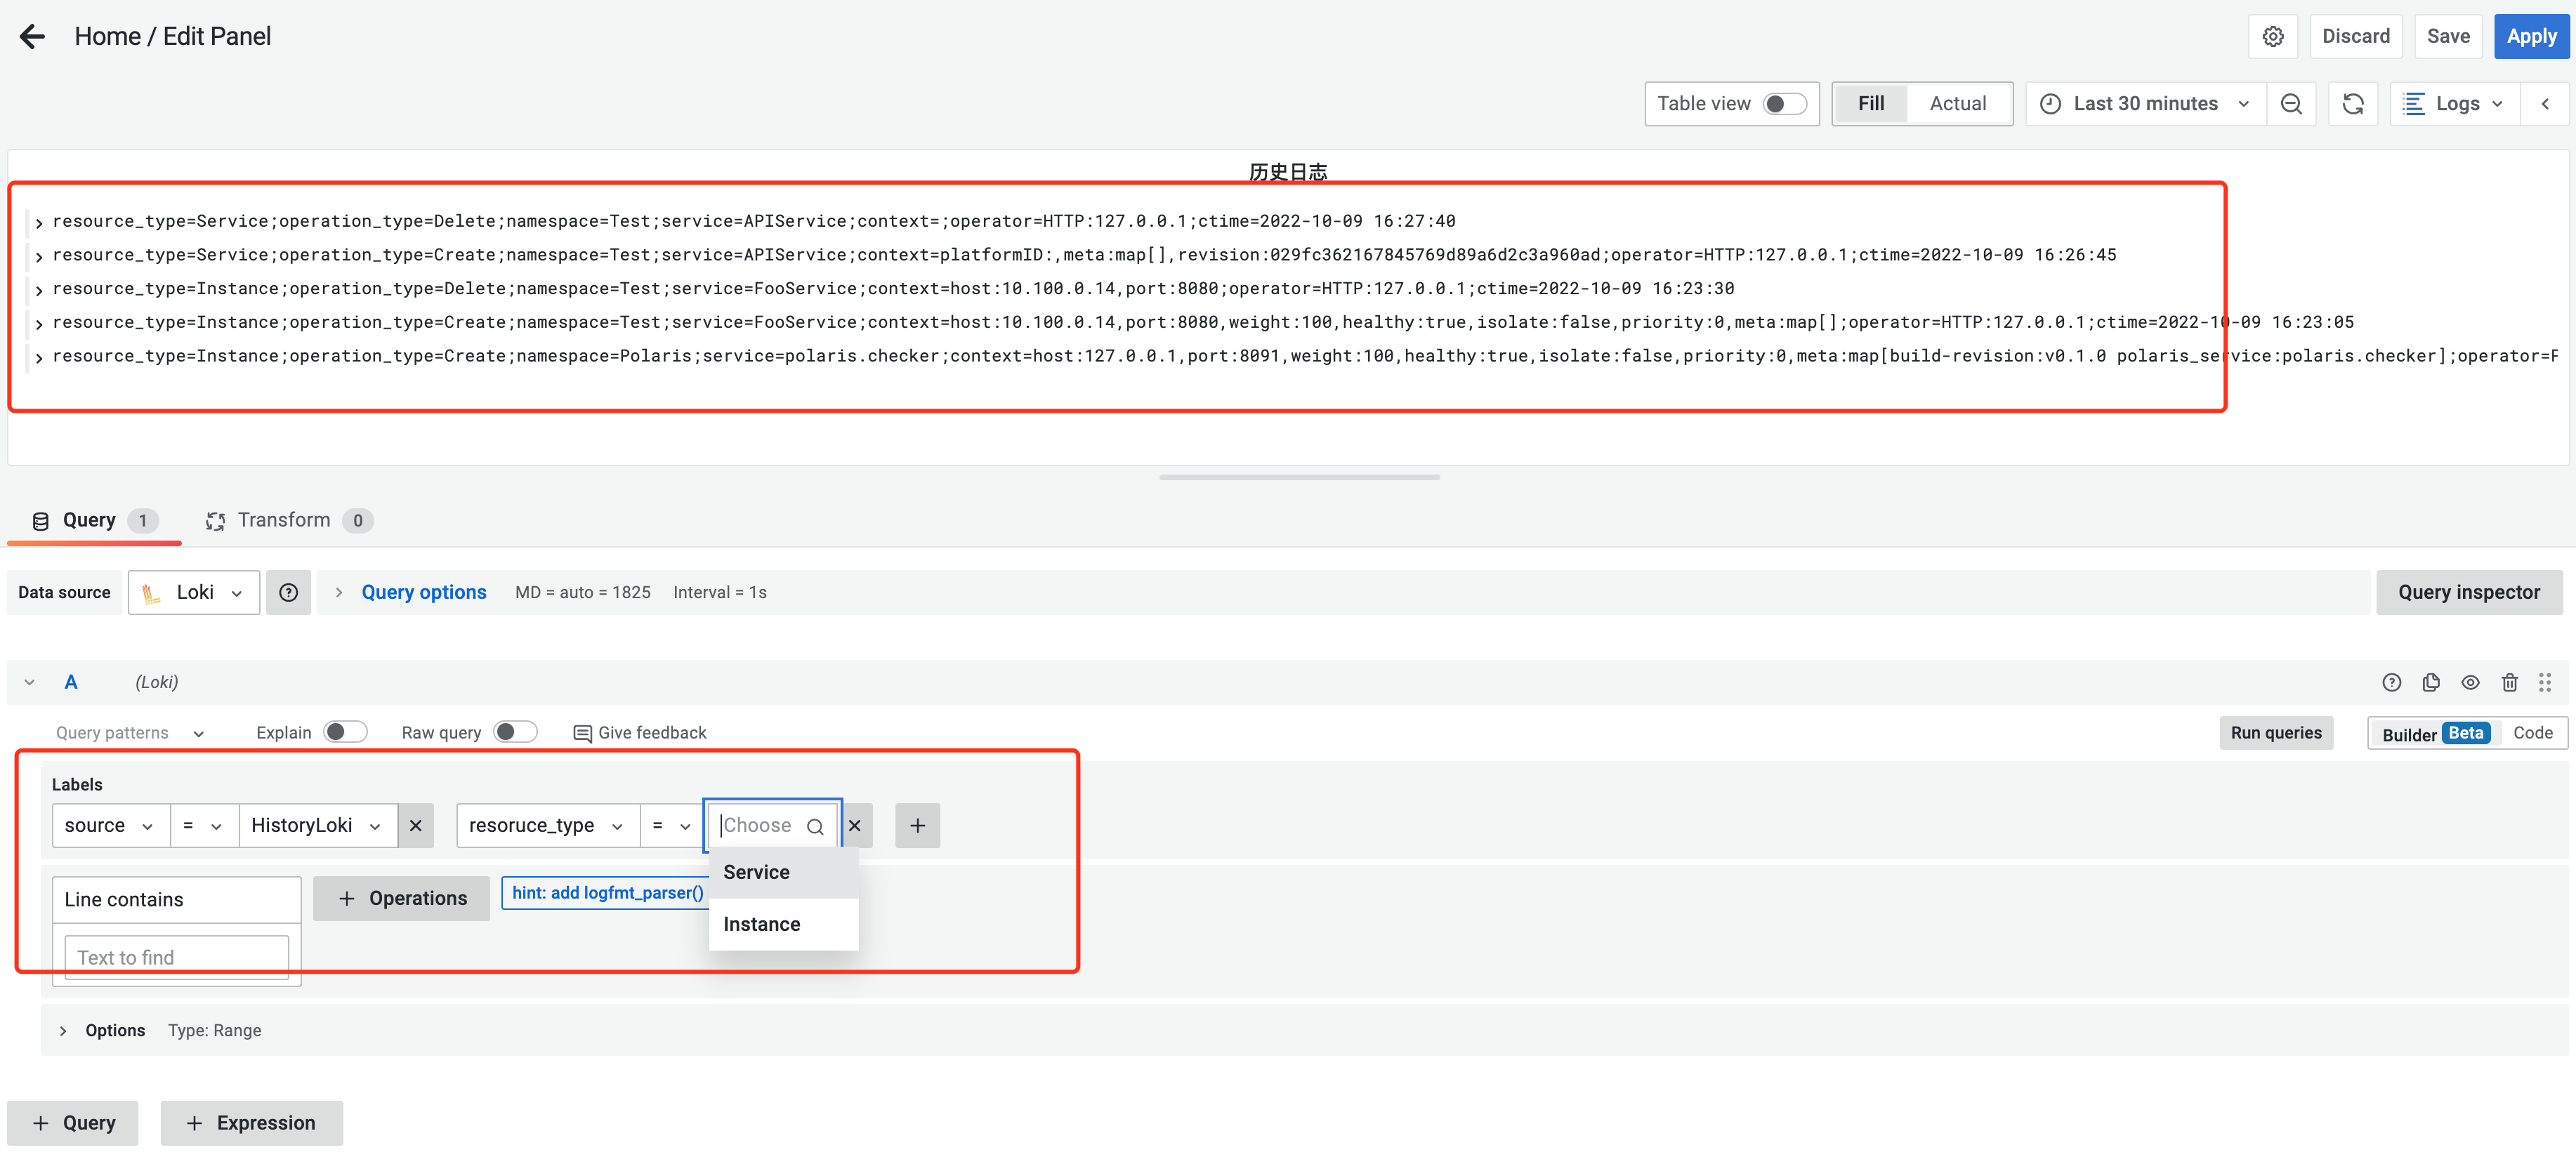 Home / Edit Panel
Discard
Save
Apply
Table view
Fill
Actual
Last 30 minutes
Logs
历史日志
resource_type=Service;operation_type=Delete;namespace=Test;service=APIService;context=;operator=HTTP:127.0.0.1;ctime=2022-10-09 16:27:40
resource_type=Service;operation_type=Create;namespace=Test;service=APIService;context=platformID:,meta:map[],revision:029fc362167845769d89a6d2c3a960ad;operator=HTTP:127.0.0.1;ctime=2022-10-09 16:26:45
resource_type=Instance;operation_type=Delete;namespace=Test;service=FooService;context=host:10.100.0.14,port:8080;operator=HTTP:127.0.0.1;ctime=2022-10-09 16:23:30
resource_type=Instance;operation_type=Create;namespace=Test;service=FooService;context=host:10.100.0.14,port:8080,weight:100,healthy:true,isolate:false,priority:0,meta:map[];operator=HTTP:127.0.0.1;ctime=2022-10-09 16:23:05
resource_type=Instance;operation_type=Create;namespace=Polaris;service=polaris.checker;context=host:127.0.0.1,port:8091,weight:100,healthy:true,isolate:false,priority:0,meta:map[build-revision:v0.1.0 polaris_service:polaris.checker];operator=F
Query 1
Transform 0
Data source
Loki
Query options
MD = auto = 1825
Interval = 1s
Query inspector
A
(Loki)
Query patterns
Explain
Raw query
Give feedback
Run queries
Builder Beta
Code
Labels
source
=
HistoryLoki
resoruce_type
=
Choose
+
Service
Instance
Line contains
+ Operations
hint: add logfmt_parser()
Text to find
Options
Type: Range
+ Query
+ Expression